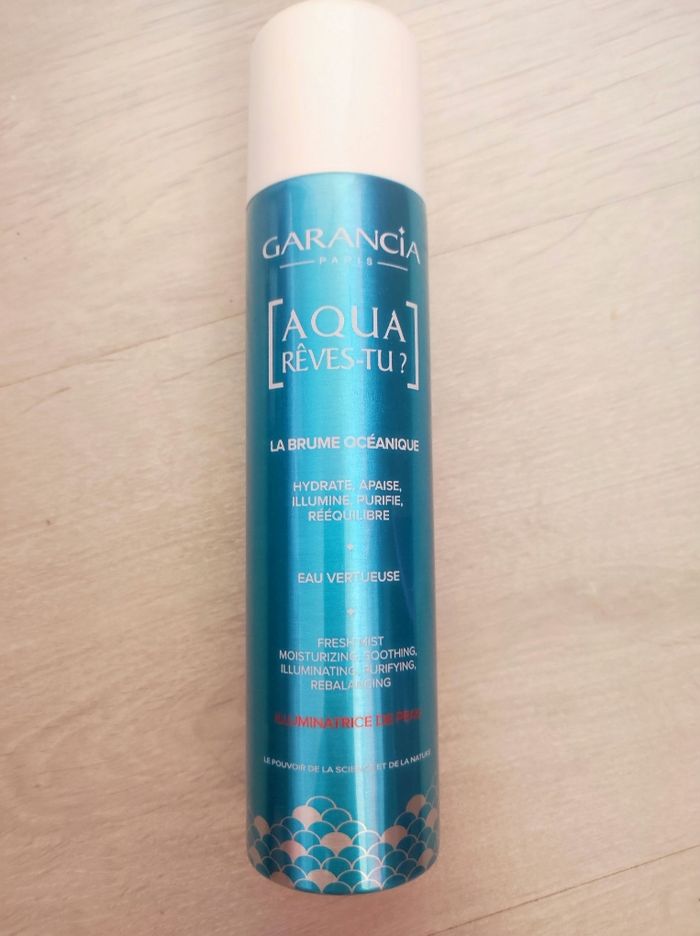 GARANCiA
PARIS
[AQUA
RÊVES-TU ?]
LA BRUME OCÉANIQUE
HYDRATE, APAISE,
ILLUMINE, PURIFIE,
RÉÉQUILIBRE
EAU VERTUEUSE
FRESH MIST
MOISTURIZING, SOOTHING,
ILLUMINATING, PURIFYING,
REBALANCING
ILLUMINATRICE DE PEAU
LE POUVOIR DE LA SCIENCE ET DE LA NATURE